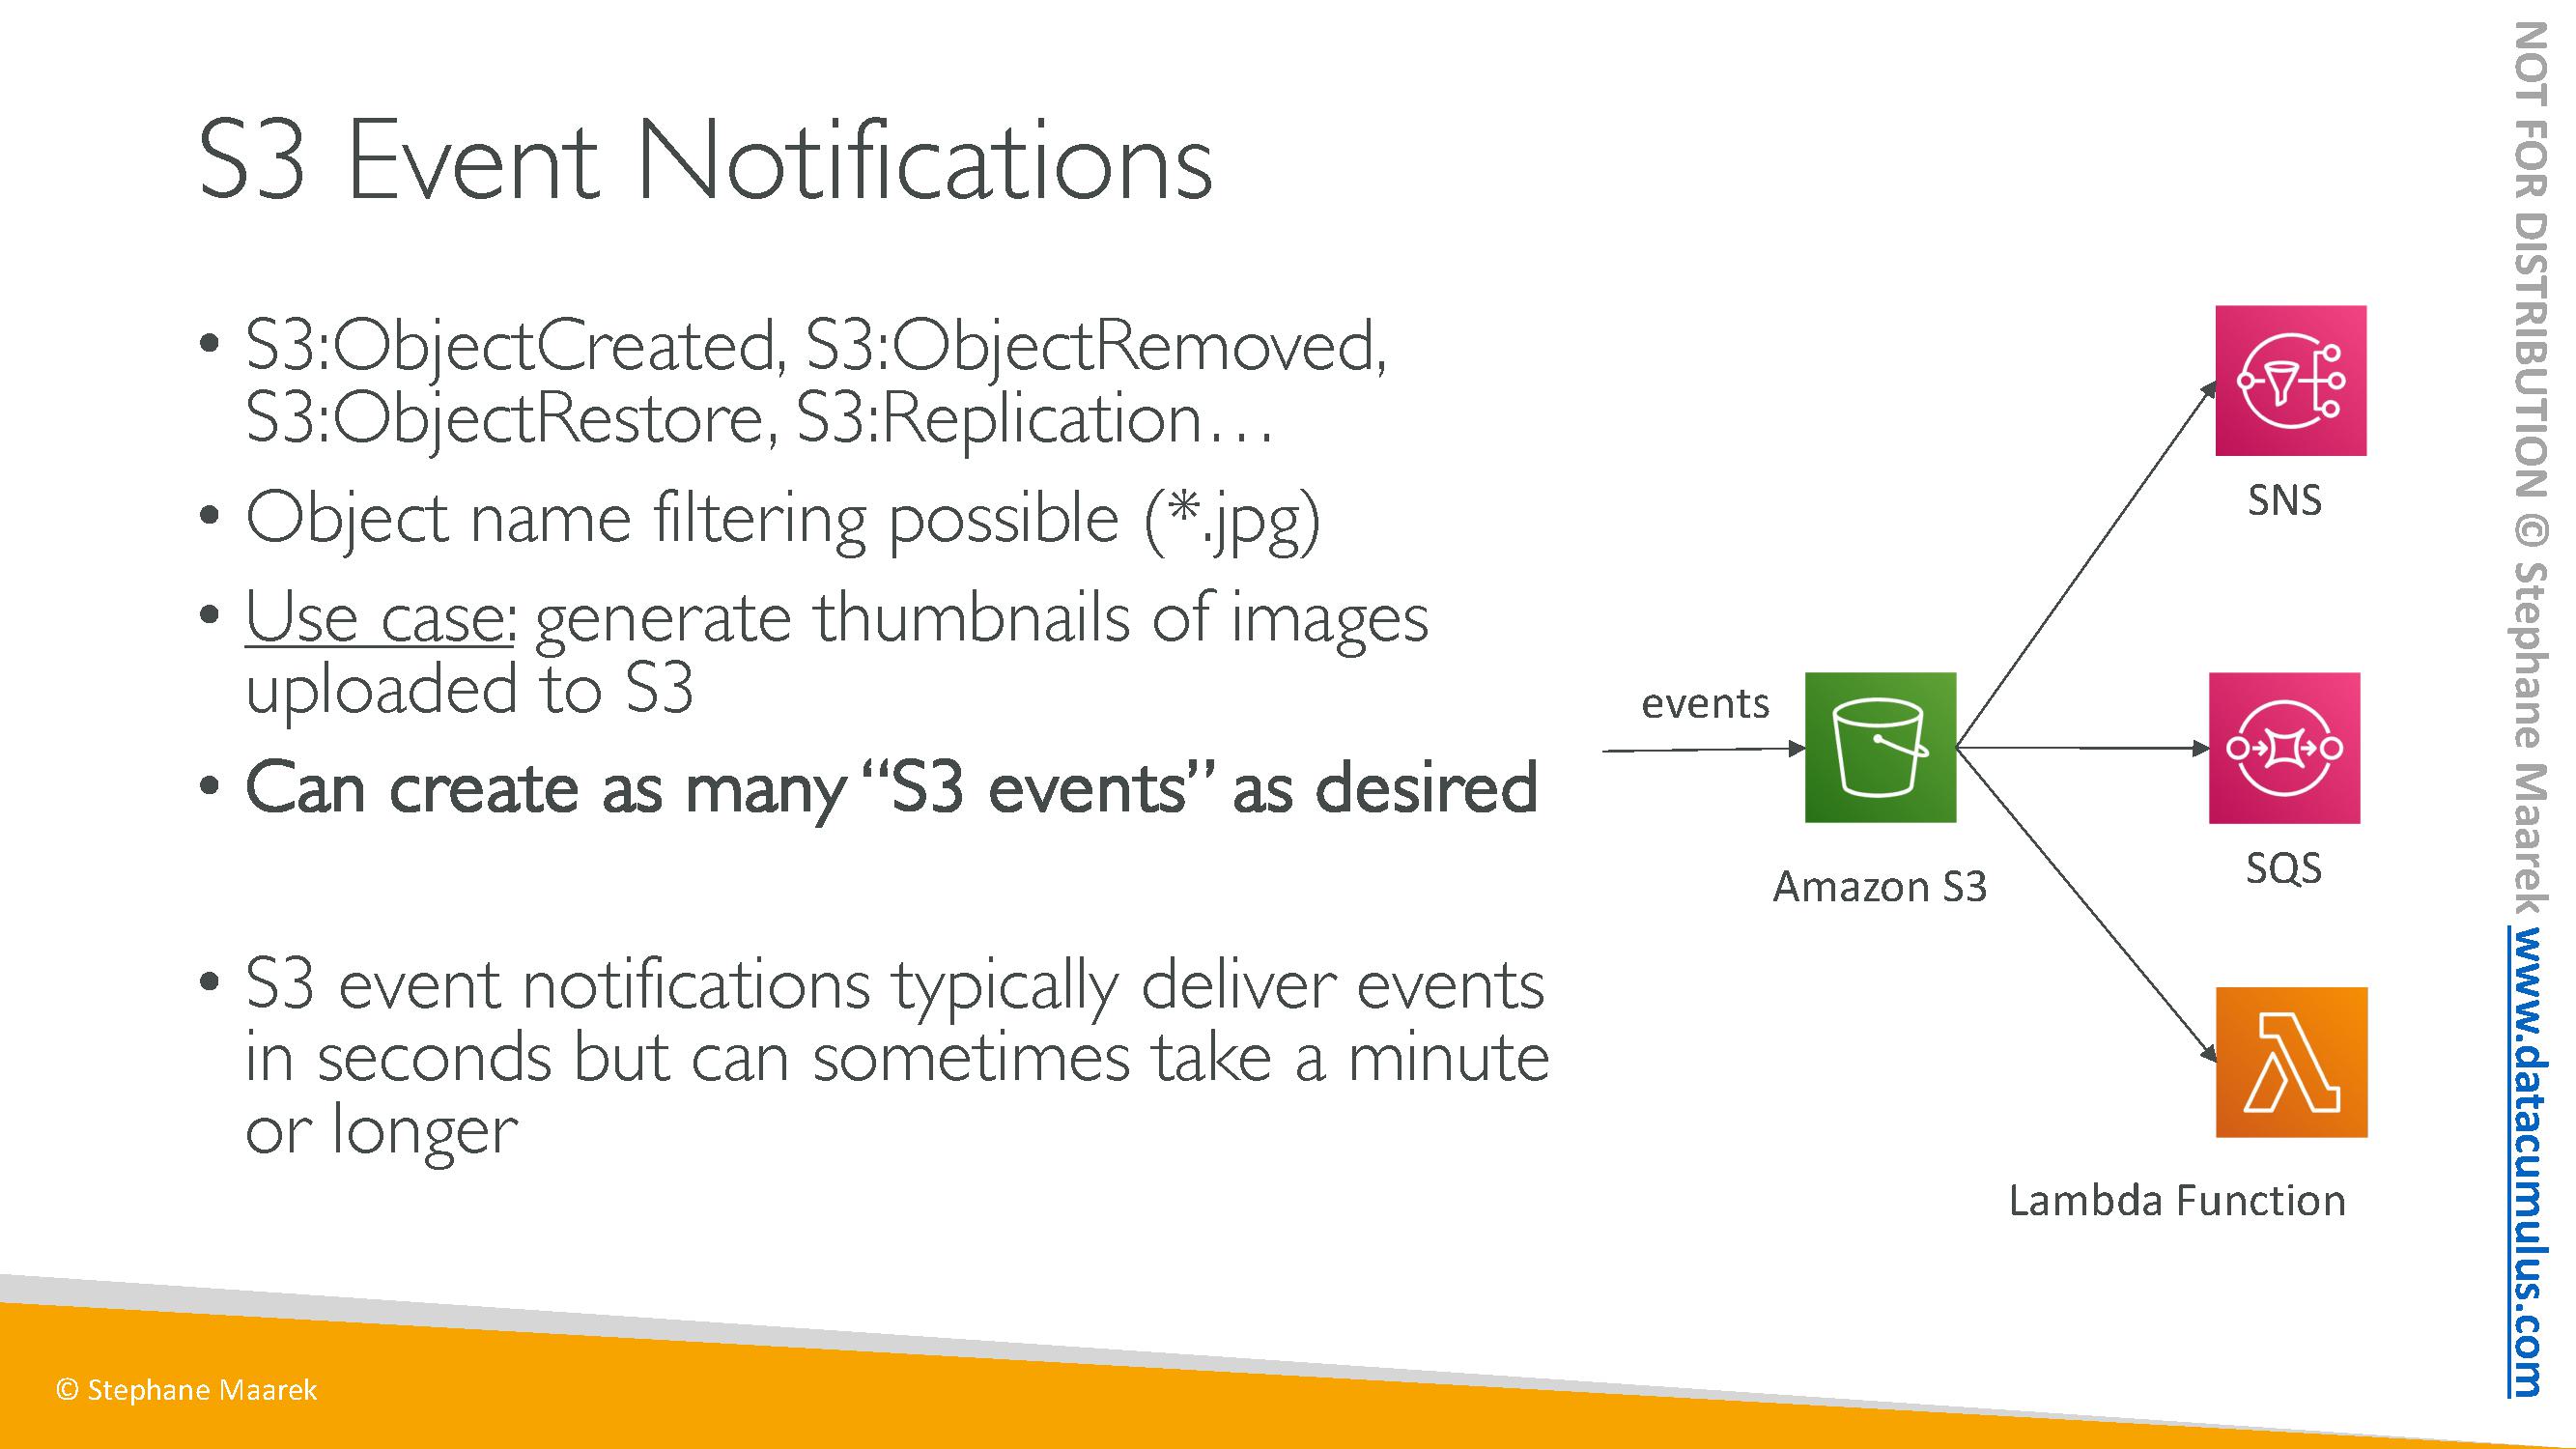 S3 Event Notifications
• S3:ObjectCreated, S3:ObjectRemoved,
S3:ObjectRestore, S3:Replication…
• Object name filtering possible (*.jpg)
• Use case: generate thumbnails of images
uploaded to S3
• Can create as many “S3 events” as desired
• S3 event notifications typically deliver events
in seconds but can sometimes take a minute
or longer
events
Amazon S3
SNS
SQS
Lambda Function
© Stephane Maarek
NOT FOR DISTRIBUTION © Stephane Maarek www.datacumulus.com